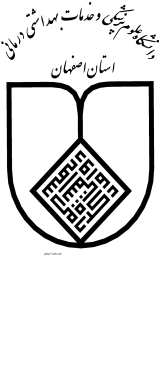 دانشگاه علوم پزشکی و خدمات بهداشتی درمانی
استان اصفهان